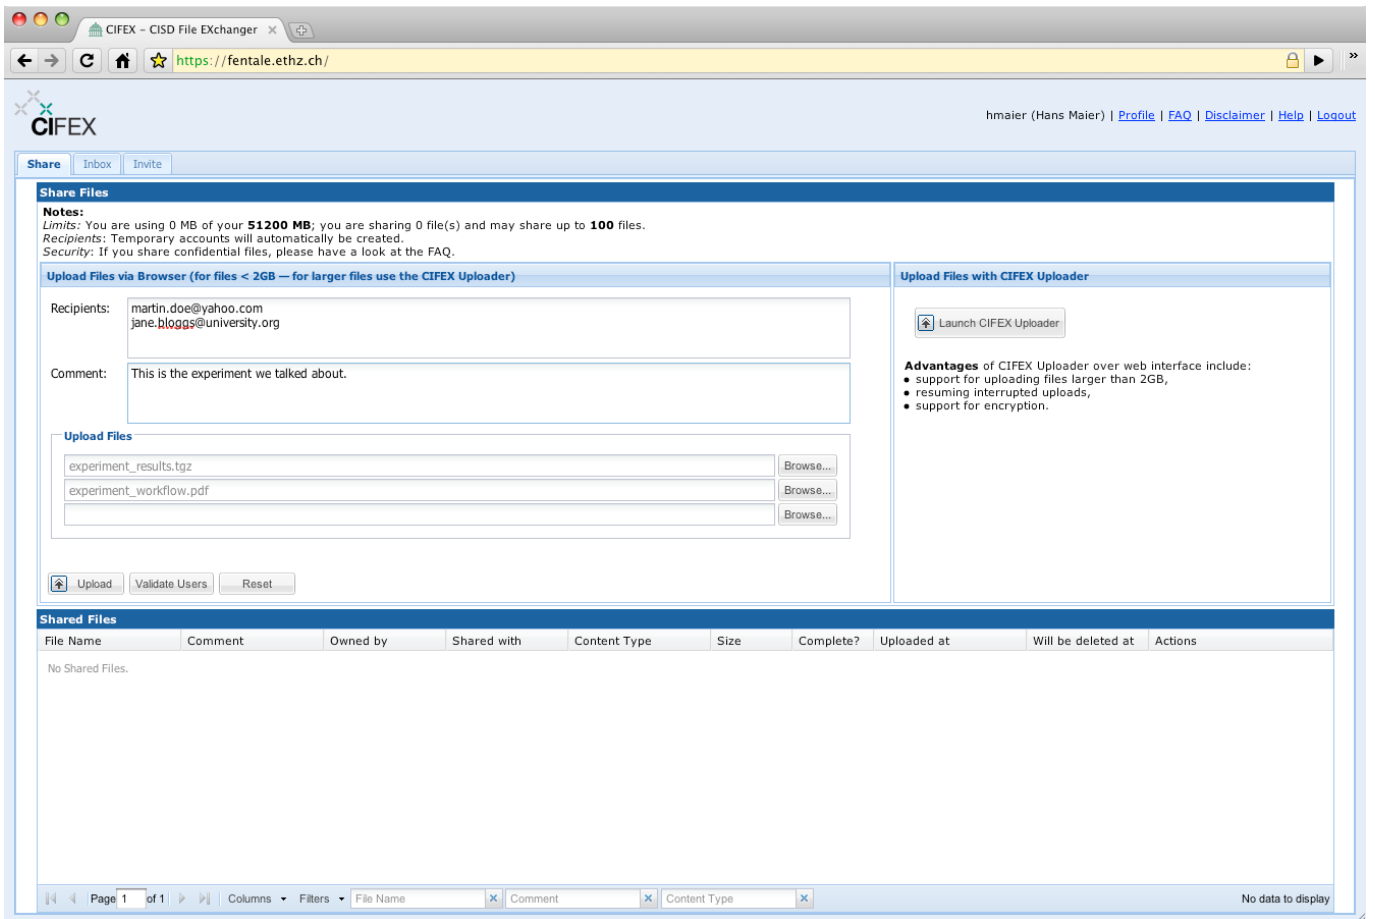 CIFEX – CISD File EXchanger
https://fentale.ethz.ch/
»
CIFEX
hmaier (Hans Maier) | Profile | FAQ | Disclaimer | Help | Logout
Share Inbox Invite
Share Files
Notes:
Limits: You are using 0 MB of your 51200 MB; you are sharing 0 file(s) and may share up to 100 files.
Recipients: Temporary accounts will automatically be created.
Security: If you share confidential files, please have a look at the FAQ.
Upload Files via Browser (for files < 2GB — for larger files use the CIFEX Uploader)
Recipients:
martin.doe@yahoo.com
jane.bloggs@university.org
Comment:
This is the experiment we talked about.
Upload Files
experiment_results.tgz Browse...
experiment_workflow.pdf Browse...
Browse...
Upload Validate Users Reset
Upload Files with CIFEX Uploader
Launch CIFEX Uploader
Advantages of CIFEX Uploader over web interface include:
• support for uploading files larger than 2GB,
• resuming interrupted uploads,
• support for encryption.
Shared Files
File Name Comment Owned by Shared with Content Type Size Complete? Uploaded at Will be deleted at Actions
No Shared Files.
Page 1 of 1 Columns Filters File Name Comment Content Type No data to display